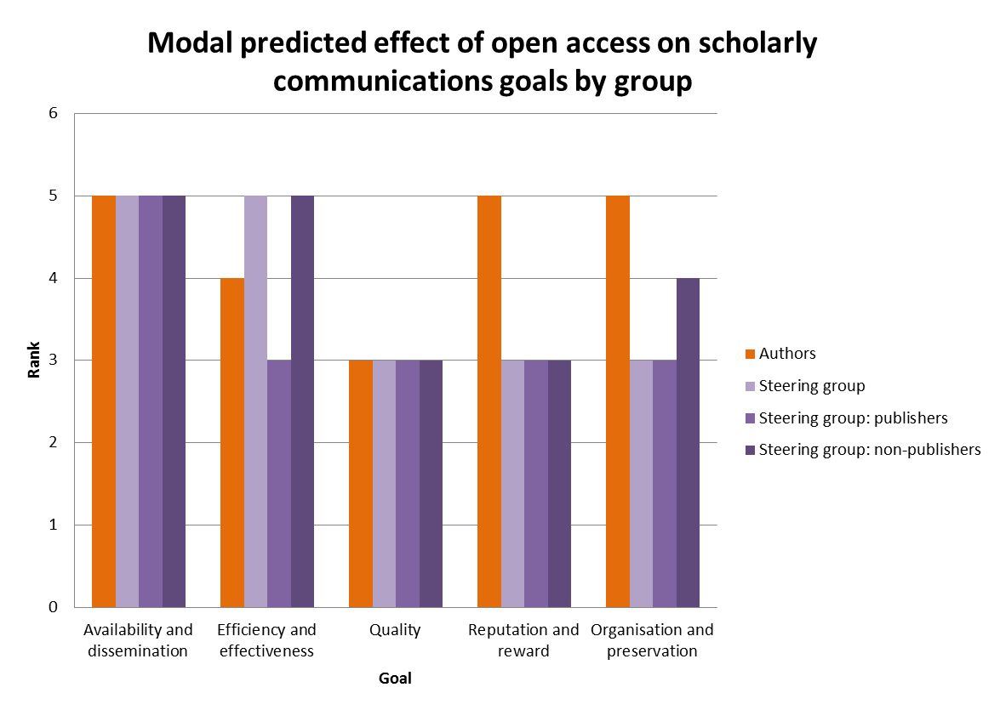 Modal predicted effect of open access on scholarly
communications goals by group
6
5
4
3
2
1
0
Rank
Availability and
dissemination
Efficiency and
effectiveness
Quality
Reputation and
reward
Organisation and
preservation
Goal
Authors
Steering group
Steering group: publishers
Steering group: non-publishers